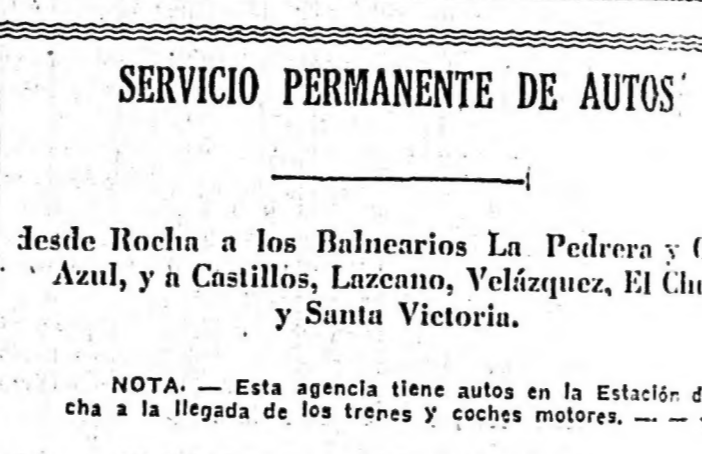 SERVICIO PERMANENTE DE AUTOS
desde Rocha a los Balnearios La Pedrera y
Azul, y a Castillos, Lazcano, Velázquez, El
y Santa Victoria.
NOTA. — Esta agencia tiene autos en la Estación
cha a la llegada de los trenes y coches motores. — —